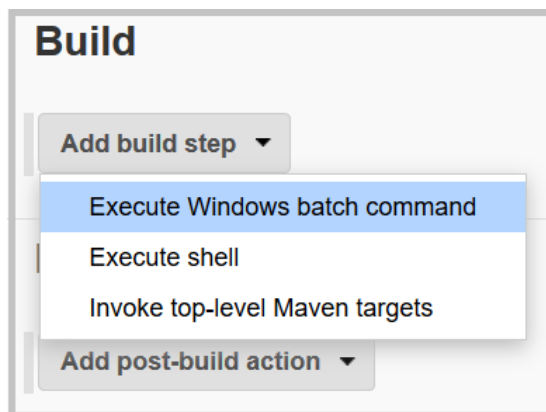 Build
Add build step
Execute Windows batch command
Execute shell
Invoke top-level Maven targets
Add post-build action